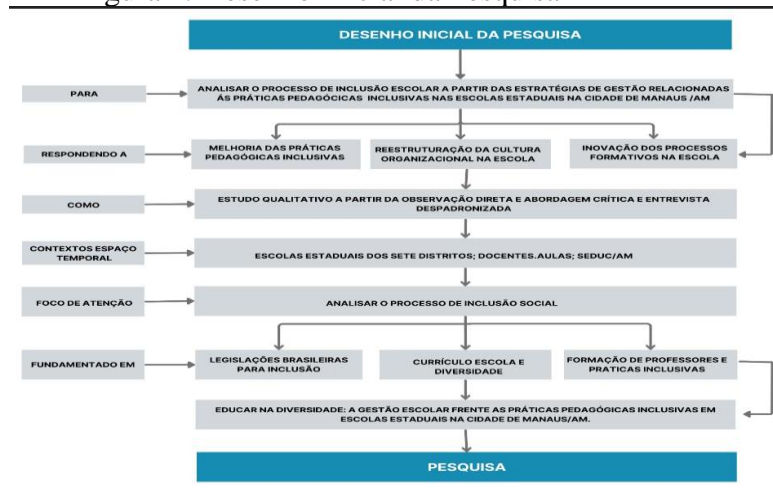 DESENHO INICIAL DA PESQUISA
PARA
ANALISAR O PROCESSO DE INCLUSÃO ESCOLAR A PARTIR DAS ESTRATÉGIAS DE GESTÃO RELACIONADAS
ÁS PRÁTICAS PEDAGÓCICAS INCLUSIVAS NAS ESCOLAS ESTADUAIS NA CIDADE DE MANAUS /AM
RESPONDENDO A
MELHORIA DAS PRÁTICAS
PEDAGÓGICAS INCLUSIVAS
REESTRUTURAÇÃO DA CULTURA
ORGANIZACIONAL NA ESCOLA
INOVAÇÃO DOS PROCESSOS
FORMATIVOS NA ESCOLA
COMO
ESTUDO QUALITATIVO A PARTIR DA OBSERVAÇÃO DIRETA E ABORDAGEM CRÍTICA E ENTREVISTA
DESPADRONIZADA
CONTEXTOS ESPAÇO
TEMPORAL
ESCOLAS ESTADUAIS DOS SETE DISTRITOS; DOCENTES.AULAS; SEDUC/AM
FOCO DE ATENÇÃO
ANALISAR O PROCESSO DE INCLUSÃO SOCIAL
FUNDAMENTADO EM
LEGISLAÇÕES BRASILEIRAS
PARA INCLUSÃO
CURRÍCULO ESCOLA E
DIVERSIDADE
FORMAÇÃO DE PROFESSORES E
PRATICAS INCLUSIVAS
EDUCAR NA DIVERSIDADE: A GESTÃO ESCOLAR FRENTE AS PRÁTICAS PEDAGÓGICAS INCLUSIVAS EM
ESCOLAS ESTADUAIS NA CIDADE DE MANAUS/AM.
PESQUISA